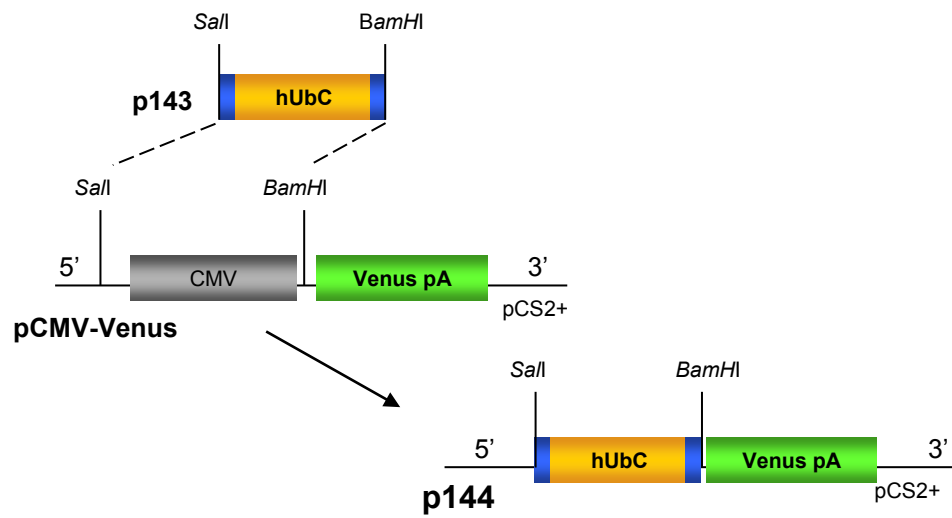 SalI BamHI
p143 hUbC
SalI BamHI
5’ CMV Venus pA 3’
pCS2+
pCMV-Venus
SalI BamHI
5’ hUbC Venus pA 3’
pCS2+
p144